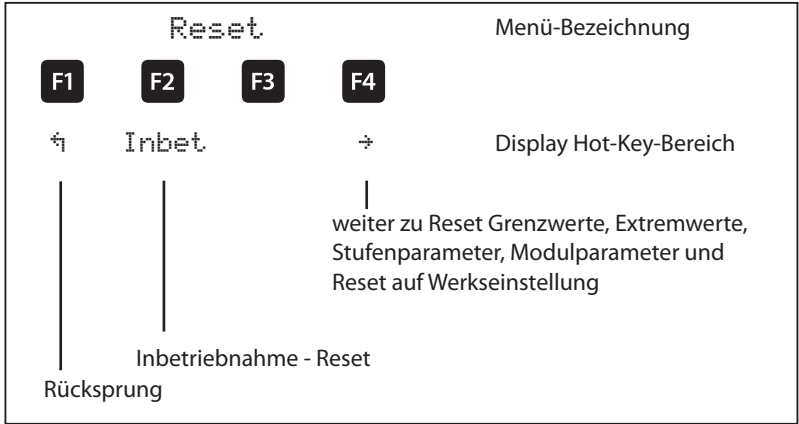 Reset Menü-Bezeichnung
F1 F2 F3 F4
Inbet. Display Hot-Key-Bereich
weiter zu Reset Grenzwerte, Extremwerte,
Stufenparameter, Modulparameter und
Reset auf Werkseinstellung
Inbetriebnahme - Reset
Rücksprung